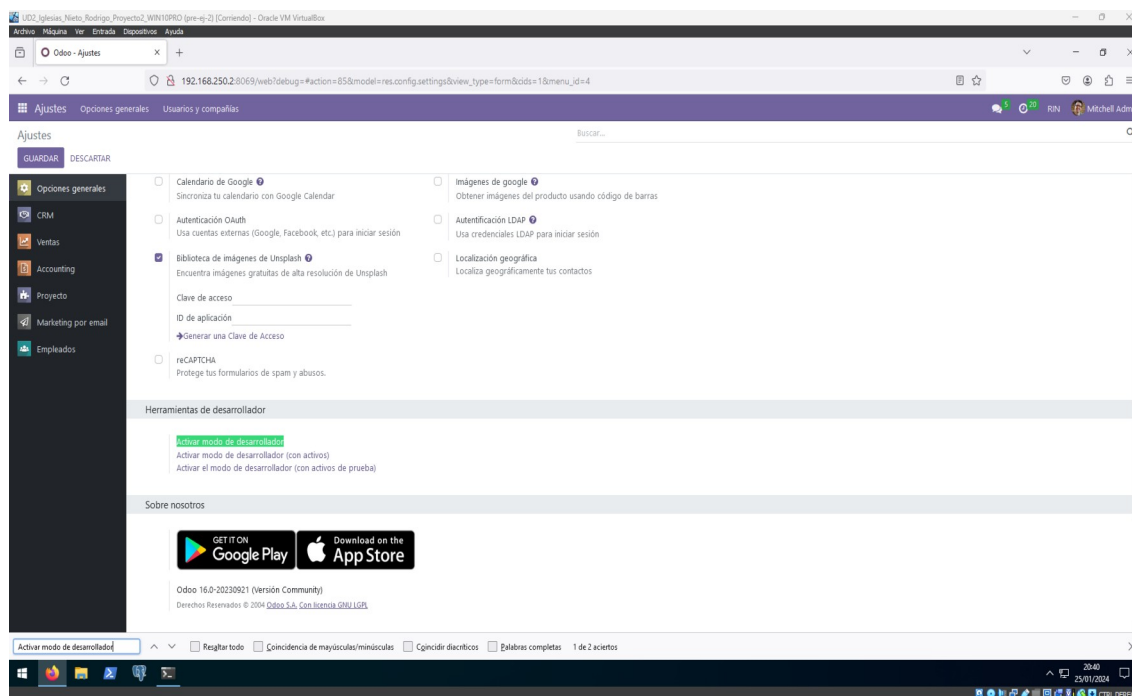 UD2_Iglesias_Nieto_Rodrigo_Proyecto2_WIN10PRO (pre-ej-2) [Corriendo] - Oracle VM VirtualBox
Archivo Máquina Ver Entrada Dispositivos Ayuda
Odoo - Ajustes
192.168.250.2:8069/web?debug=#action=85&model=res.config.settings&view_type=form&cids=1&menu_id=4
Ajustes Opciones generales Usuarios y compañías 5 20 RIN Mitchell Adm
Ajustes
Buscar...
GUARDAR DESCARTAR
Opciones generales
CRM
Ventas
Accounting
Proyecto
Marketing por email
Empleados
Calendario de Google
Sincroniza tu calendario con Google Calendar
Imágenes de google
Obtener imágenes del producto usando código de barras
Autenticación OAuth
Usa cuentas externas (Google, Facebook, etc.) para iniciar sesión
Autentificación LDAP
Usa credenciales LDAP para iniciar sesión
Biblioteca de imágenes de Unsplash
Encuentra imágenes gratuitas de alta resolución de Unsplash
Localización geográfica
Localiza geográficamente tus contactos
Clave de acceso
ID de aplicación
Generar una Clave de Acceso
reCAPTCHA
Protege tus formularios de spam y abusos.
Herramientas de desarrollador
Activar modo de desarrollador
Activar modo de desarrollador (con activos)
Activar el modo de desarrollador (con activos de prueba)
Sobre nosotros
GET IT ON
Google Play
Download on the
App Store
Odoo 16.0-20230921 (Versión Community)
Derechos Reservados © 2004 Odoo S.A. Con licencia GNU LGPL
Activar modo de desarrollador Resaltar todo Coincidencia de mayúsculas/minúsculas Coincidir diacríticos Palabras completas 1 de 2 aciertos
20:40
25/01/2024
CTRL DEREC